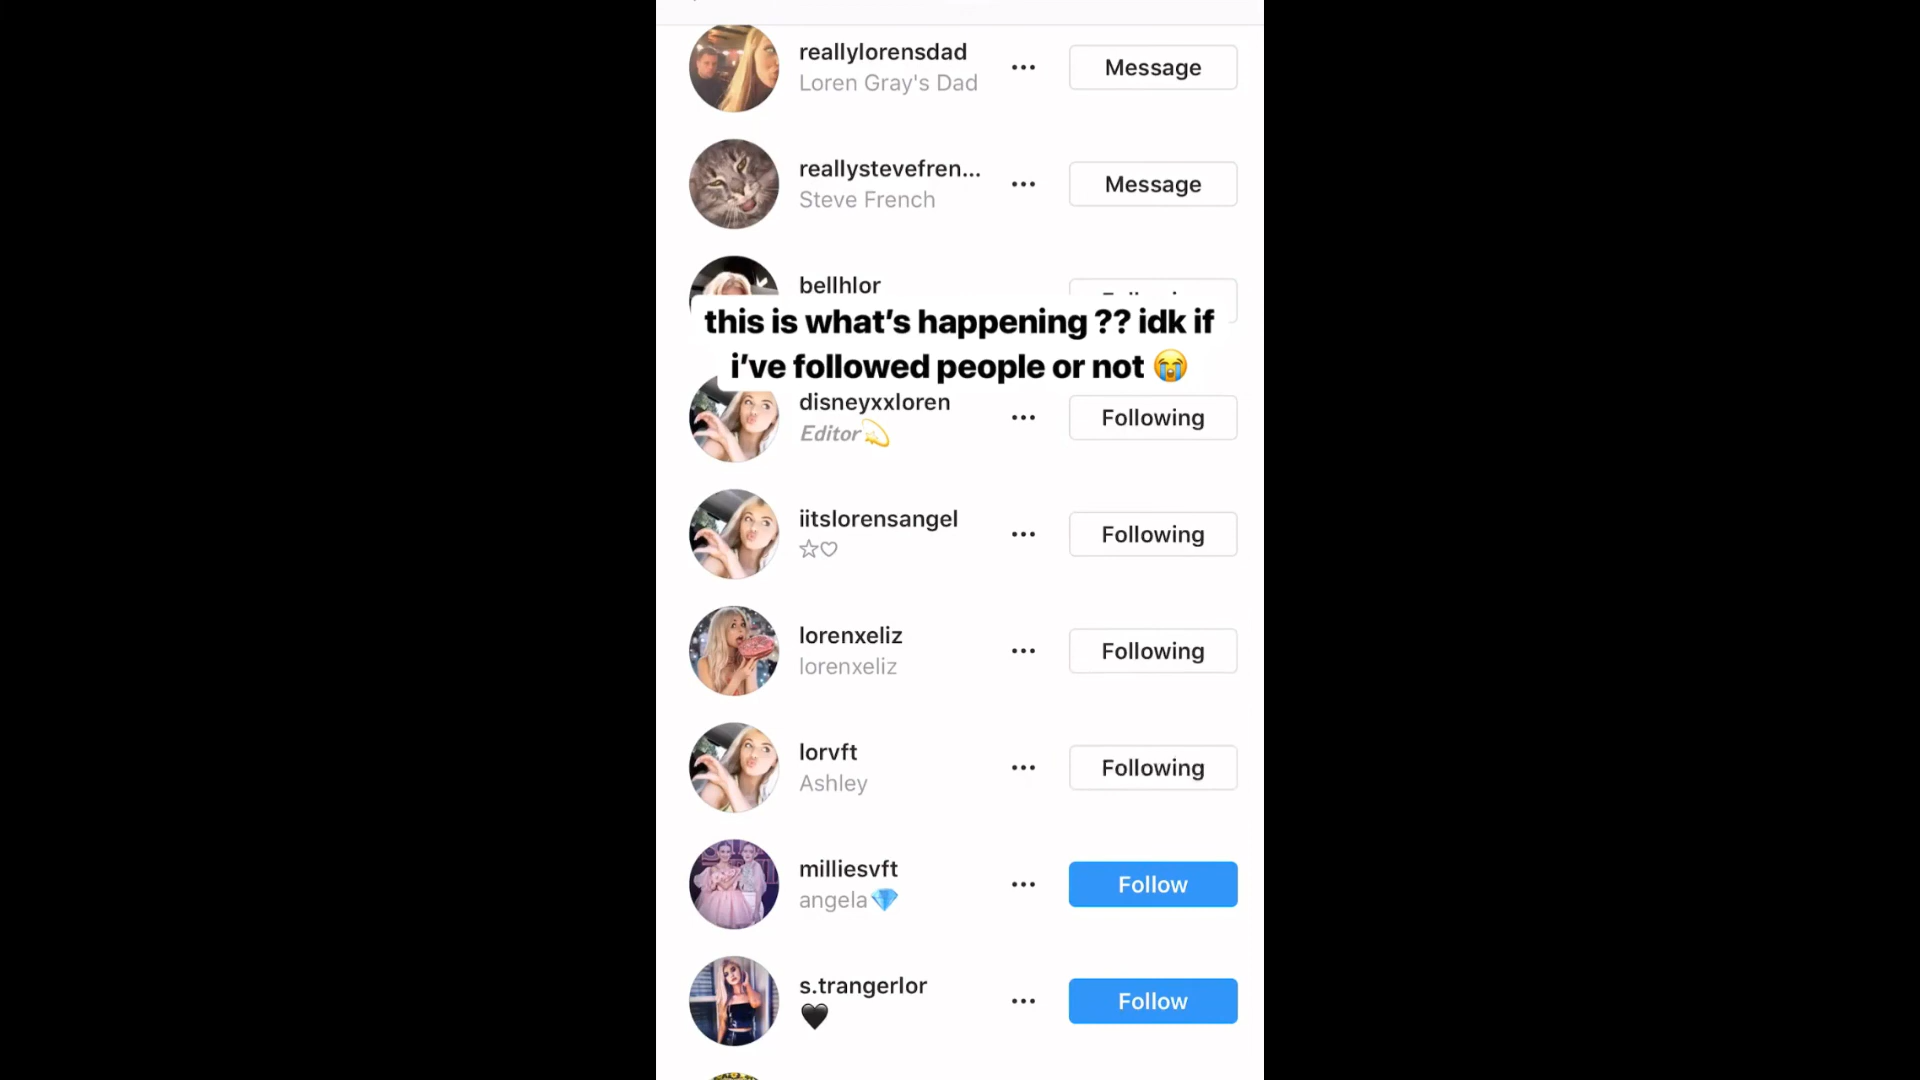 reallylorensdad
Loren Gray's Dad
Message
reallystevefren...
Steve French
Message
bellhlor
this is what's happening ?? idk if
i've followed people or not 😭
disneyxxloren
Editor💫
Following
iitslorensangel
☆♡
Following
lorenxeliz
lorenxeliz
Following
lorvft
Ashley
Following
milliesvft
angela💎
Follow
s.trangerlor
🖤
Follow